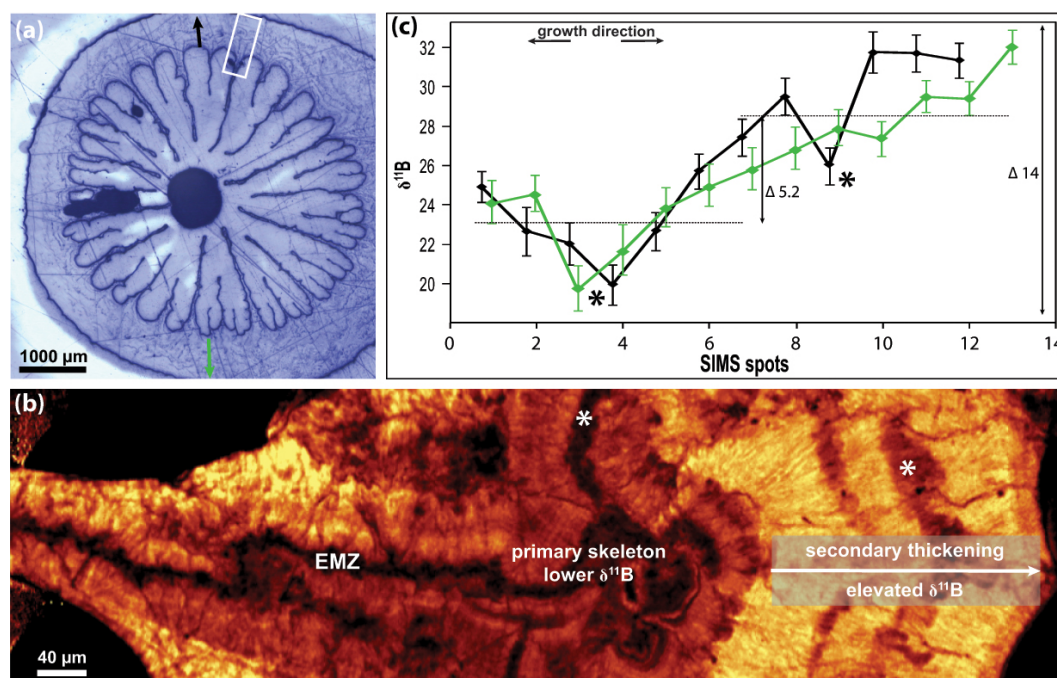 (a)
1000 µm
(c)
growth direction
32
30
28
26
24
22
20
δ¹¹B
Δ 5.2
Δ 14
*
*
0
2
4
6
8
10
12
14
SIMS spots
(b)
*
*
EMZ
primary skeleton
lower δ¹¹B
secondary thickening
elevated δ¹¹B
40 µm